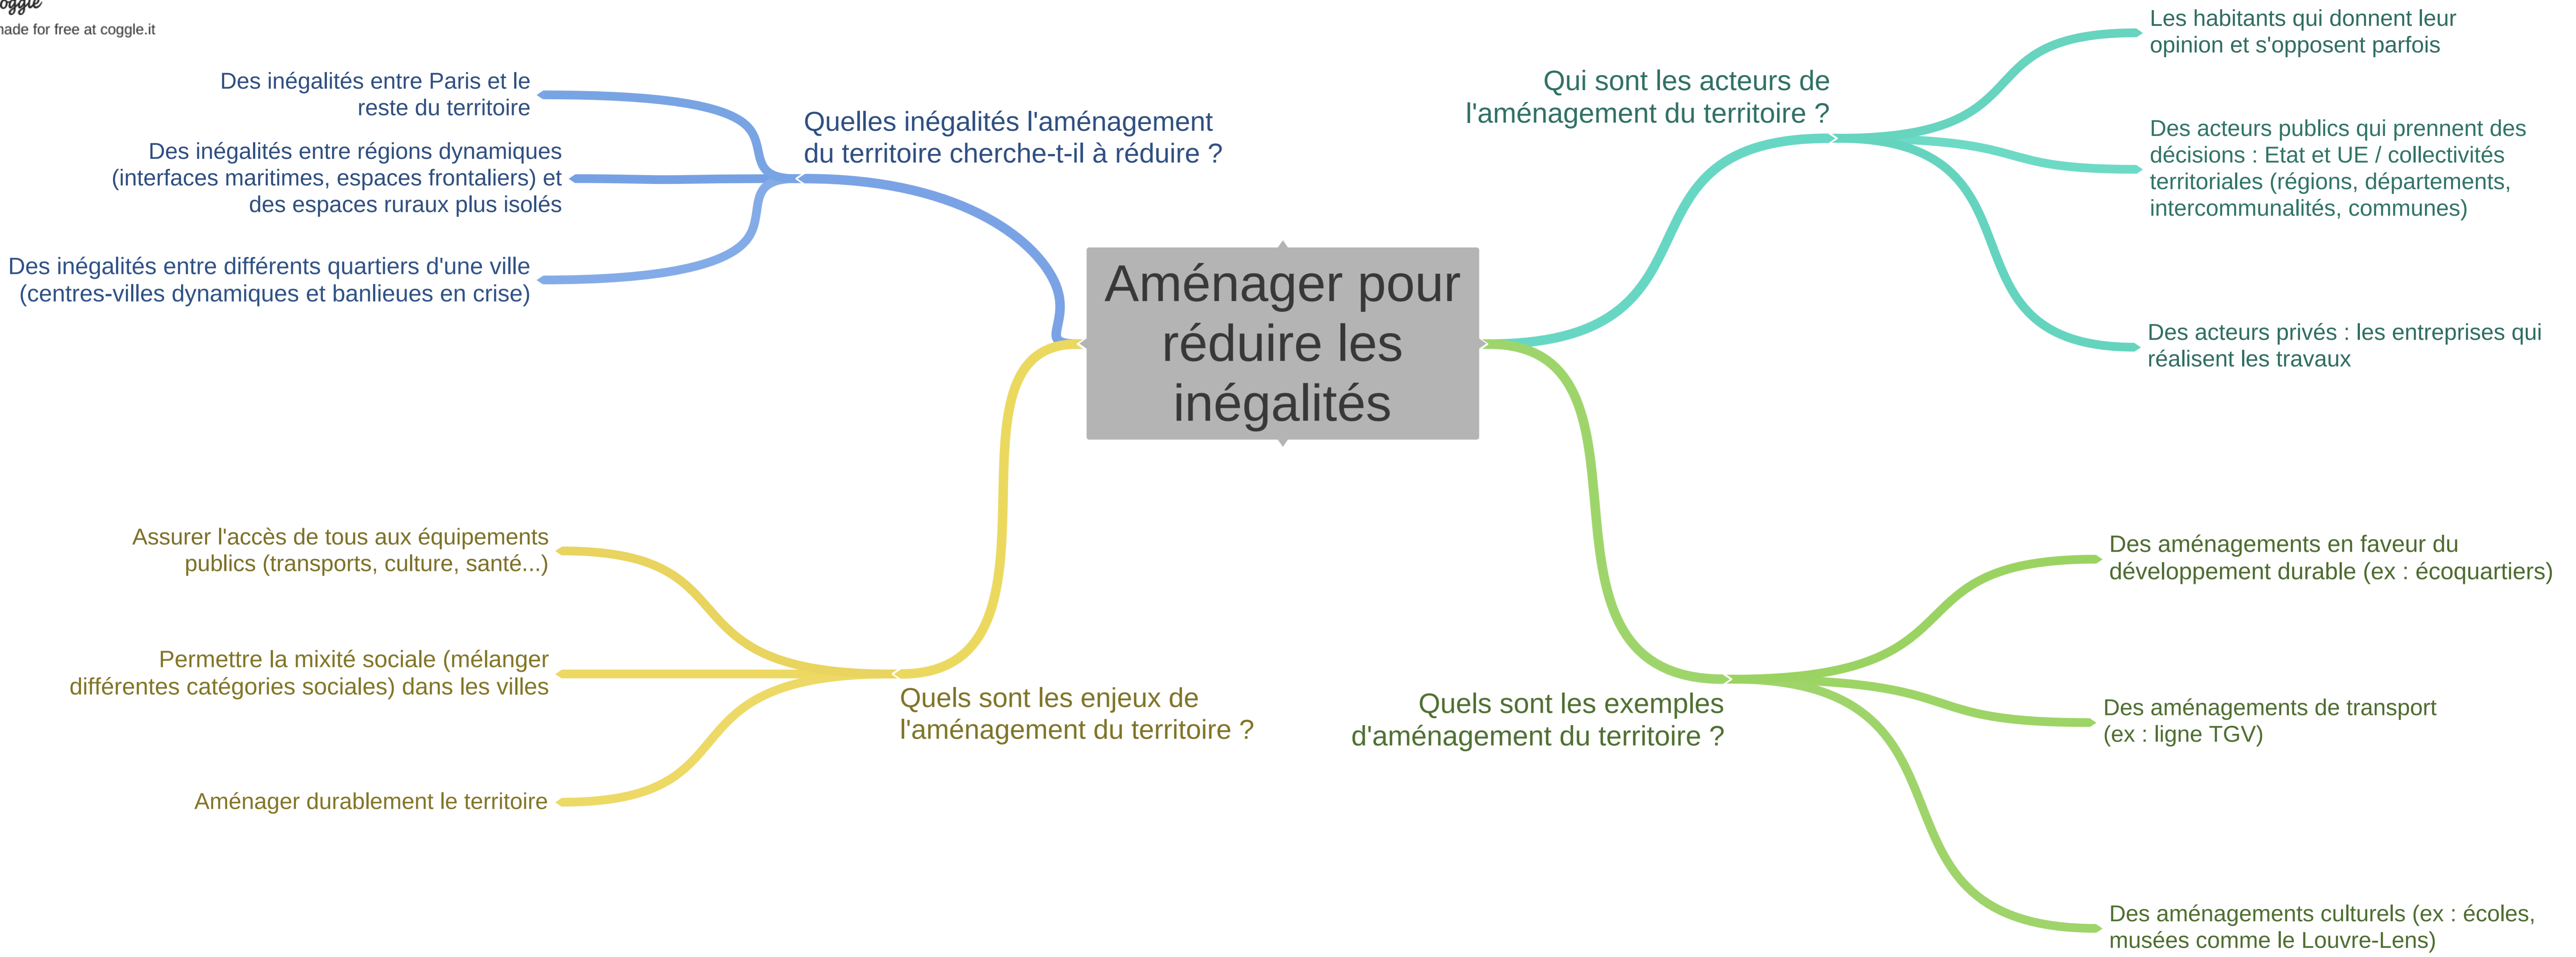 made for free at coggle.it
Des inégalités entre Paris et le
reste du territoire
Des inégalités entre régions dynamiques
(interfaces maritimes, espaces frontaliers) et
des espaces ruraux plus isolés
Des inégalités entre différents quartiers d'une ville
(centres-villes dynamiques et banlieues en crise)
Quelles inégalités l'aménagement
du territoire cherche-t-il à réduire ?
Assurer l'accès de tous aux équipements
publics (transports, culture, santé...)
Permettre la mixité sociale (mélanger
différentes catégories sociales) dans les villes
Aménager durablement le territoire
Quels sont les enjeux de
l'aménagement du territoire ?
Aménager pour
réduire les
inégalités
Qui sont les acteurs de
l'aménagement du territoire ?
Les habitants qui donnent leur
opinion et s'opposent parfois
Des acteurs publics qui prennent des
décisions : Etat et UE / collectivités
territoriales (régions, départements,
intercommunalités, communes)
Des acteurs privés : les entreprises qui
réalisent les travaux
Quels sont les exemples
d'aménagement du territoire ?
Des aménagements en faveur du
développement durable (ex : écoquartiers)
Des aménagements de transport
(ex : ligne TGV)
Des aménagements culturels (ex : écoles,
musées comme le Louvre-Lens)